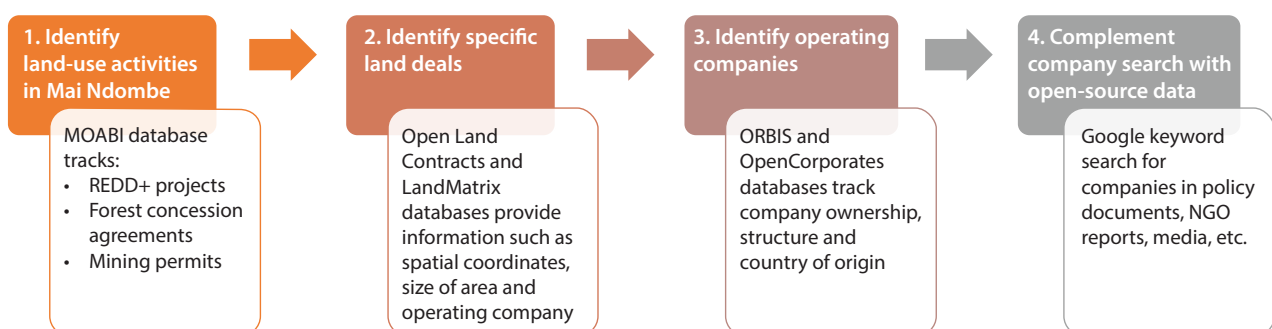 1. Identify
land-use activities
in Mai Ndombe
MOABI database
tracks:
• REDD+ projects
• Forest concession
agreements
• Mining permits
2. Identify specific
land deals
Open Land
Contracts and
LandMatrix
databases provide
information such as
spatial coordinates,
size of area and
operating company
3. Identify operating
companies
ORBIS and
OpenCorporates
databases track
company ownership,
structure and
country of origin
4. Complement
company search with
open-source data
Google keyword
search for
companies in policy
documents, NGO
reports, media, etc.